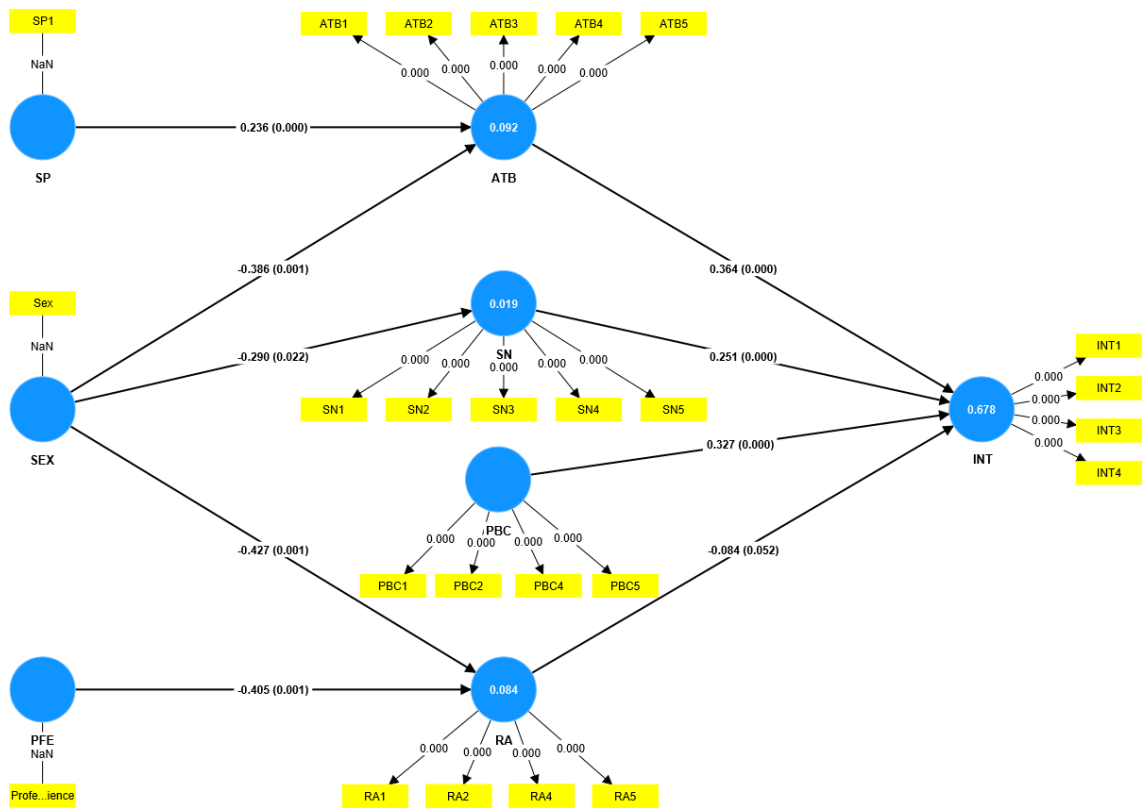 SP1
ATB1
ATB2
ATB3
ATB4
ATB5
NaN
0.000
0.000
0.000
0.000
0.000
0.236 (0.000)
0.092
SP
ATB
-0.386 (0.001)
0.364 (0.000)
Sex
NaN
0.019
SN
-0.290 (0.022)
0.251 (0.000)
0.000
0.000
0.000
0.000
0.000
SN1
SN2
SN3
SN4
SN5
SEX
INT1
INT2
INT3
INT4
0.000
0.000
0.000
0.000
0.678
INT
0.327 (0.000)
PBC
0.000
0.000
0.000
0.000
PBC1
PBC2
PBC4
PBC5
-0.427 (0.001)
-0.084 (0.052)
-0.405 (0.001)
0.084
PFE
RA
NaN
0.000
0.000
0.000
0.000
Profe...ience
RA1
RA2
RA4
RA5